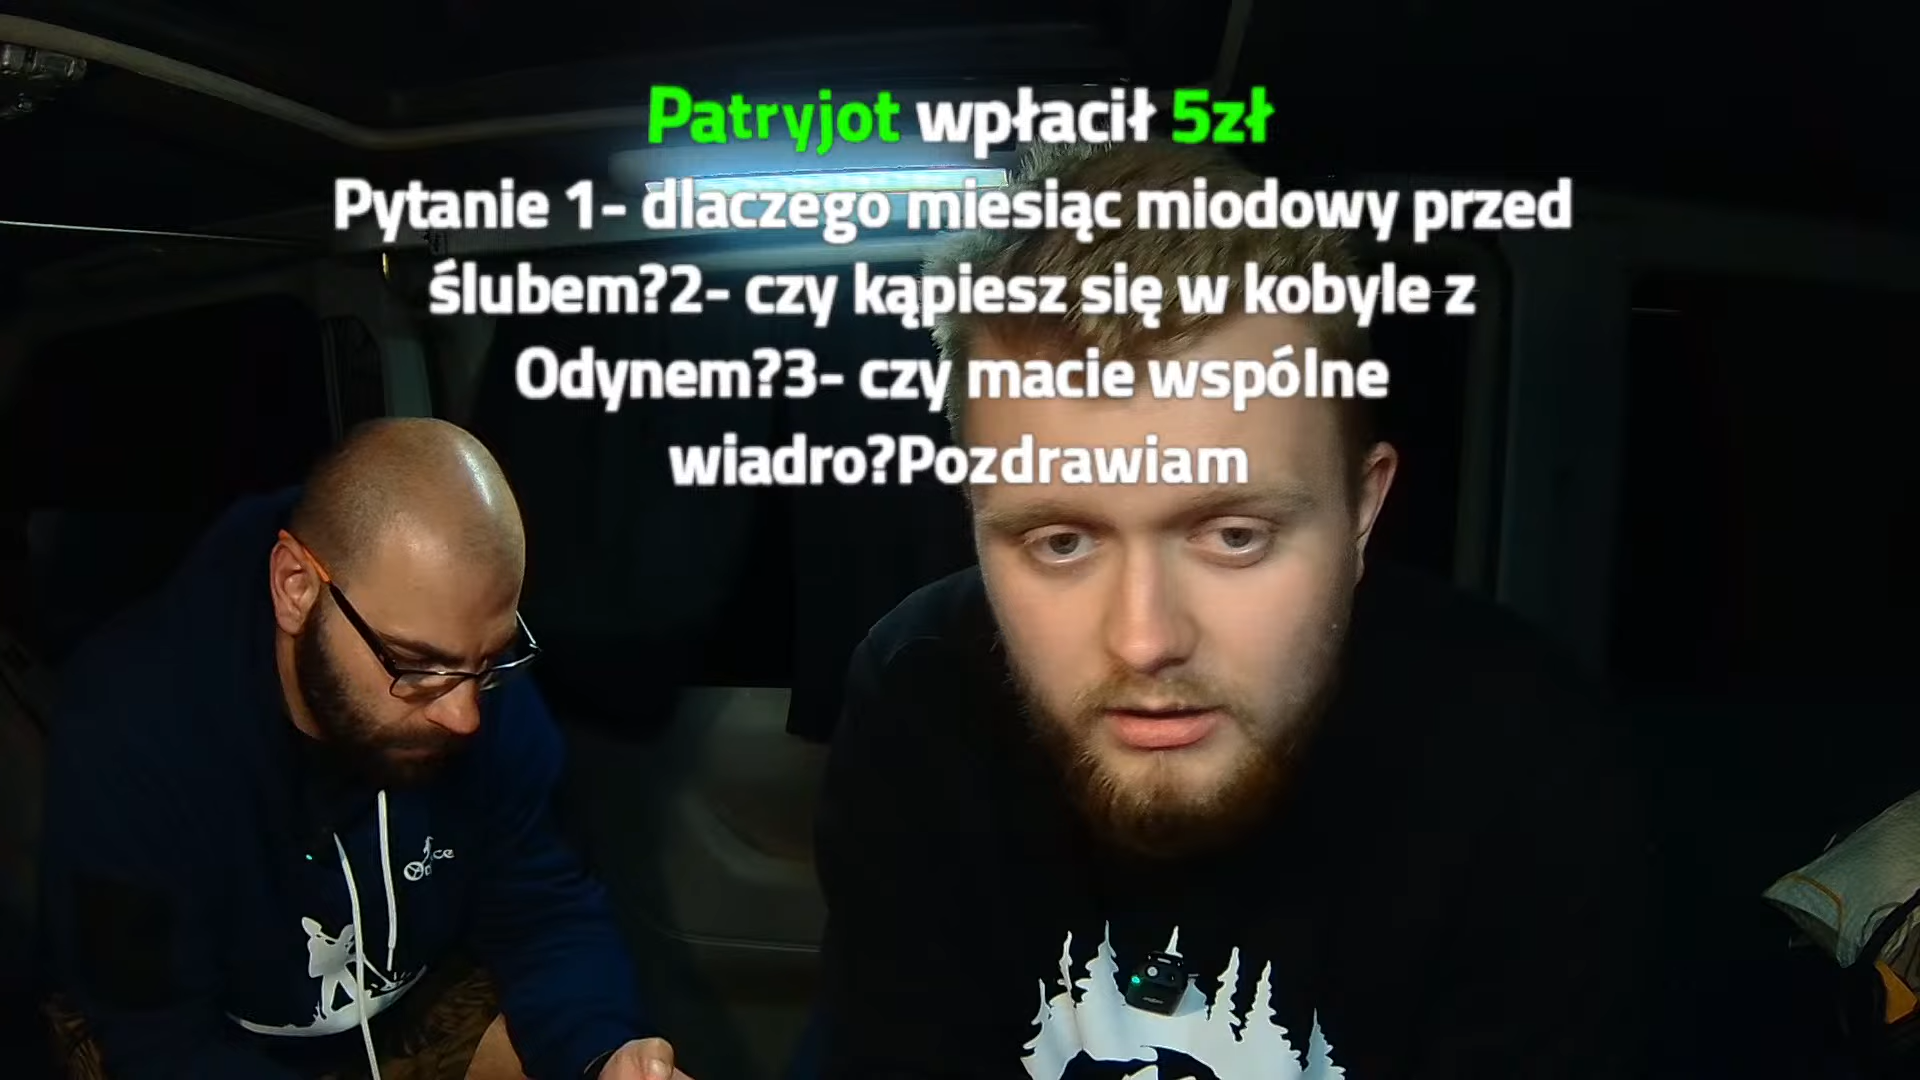 Patryjot wpłacił 5zł
Pytanie 1- dlaczego miesiąc miodowy przed
ślubem?2- czy kąpiesz się w kobyle z
Odynem?3- czy macie wspólne
wiadro?Pozdrawiam